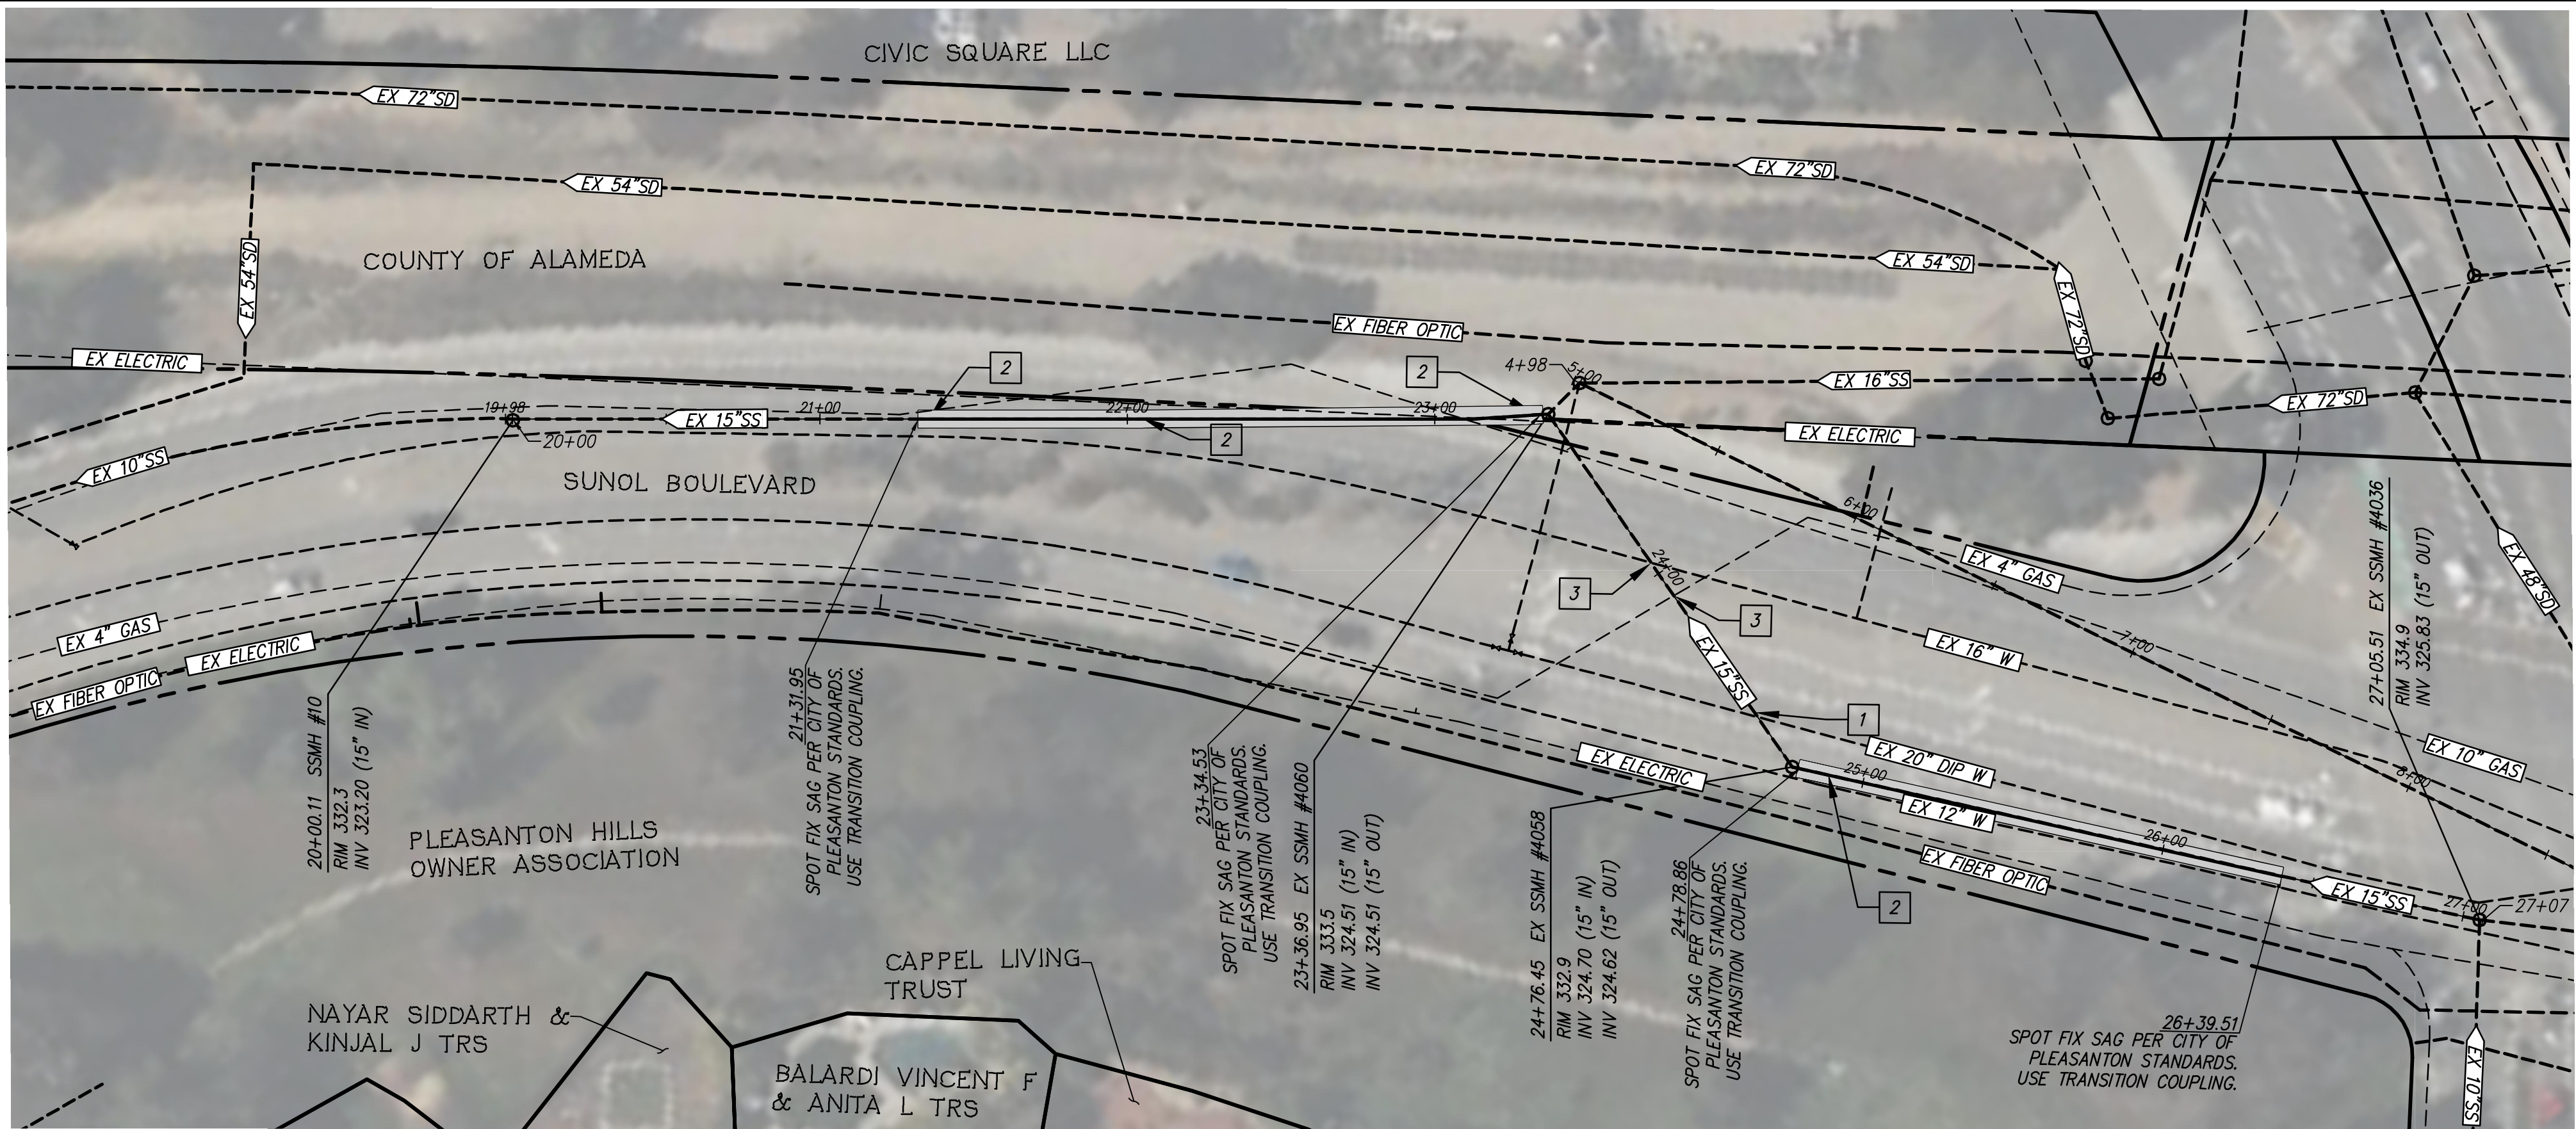 CIVIC SQUARE LLC
EX 72"SD
EX 72"SD
EX 54"SD
EX 54"SD
EX 54"SD
EX 72"SD
COUNTY OF ALAMEDA
EX FIBER OPTIC
EX ELECTRIC
2
2
4+98
5+00
EX 16"SS
EX 72"SD
19+98
20+00
EX 15"SS
21+00
22+00
2
23+00
EX ELECTRIC
EX 10"SS
SUNOL BOULEVARD
6+00
EX 4" GAS
EX 48"SD
24+00
3
3
7+00
EX 16" W
EX 15"SS
EX 4" GAS
EX ELECTRIC
EX FIBER OPTIC
1
EX 20" DIP W
EX 10" GAS
8+00
EX ELECTRIC
25+00
EX 12" W
26+00
EX FIBER OPTIC
2
EX 15"SS
27+00
27+07
EX 10"SS
20+00.11 SSMH #10
RIM 332.3
INV 323.20 (15" IN)
21+31.95
SPOT FIX SAG PER CITY OF
PLEASANTON STANDARDS.
USE TRANSITION COUPLING.
23+34.53
SPOT FIX SAG PER CITY OF
PLEASANTON STANDARDS.
USE TRANSITION COUPLING.
23+36.95 EX SSMH #4060
RIM 333.5
INV 324.51 (15" IN)
INV 324.51 (15" OUT)
24+76.45 EX SSMH #4058
RIM 332.9
INV 324.70 (15" IN)
INV 324.62 (15" OUT)
24+78.86
SPOT FIX SAG PER CITY OF
PLEASANTON STANDARDS.
USE TRANSITION COUPLING.
27+05.51 EX SSMH #4036
RIM 334.9
INV 325.83 (15" OUT)
26+39.51
SPOT FIX SAG PER CITY OF
PLEASANTON STANDARDS.
USE TRANSITION COUPLING.
PLEASANTON HILLS
OWNER ASSOCIATION
NAYAR SIDDARTH &
KINJAL J TRS
CAPPEL LIVING
TRUST
BALARDI VINCENT F
& ANITA L TRS